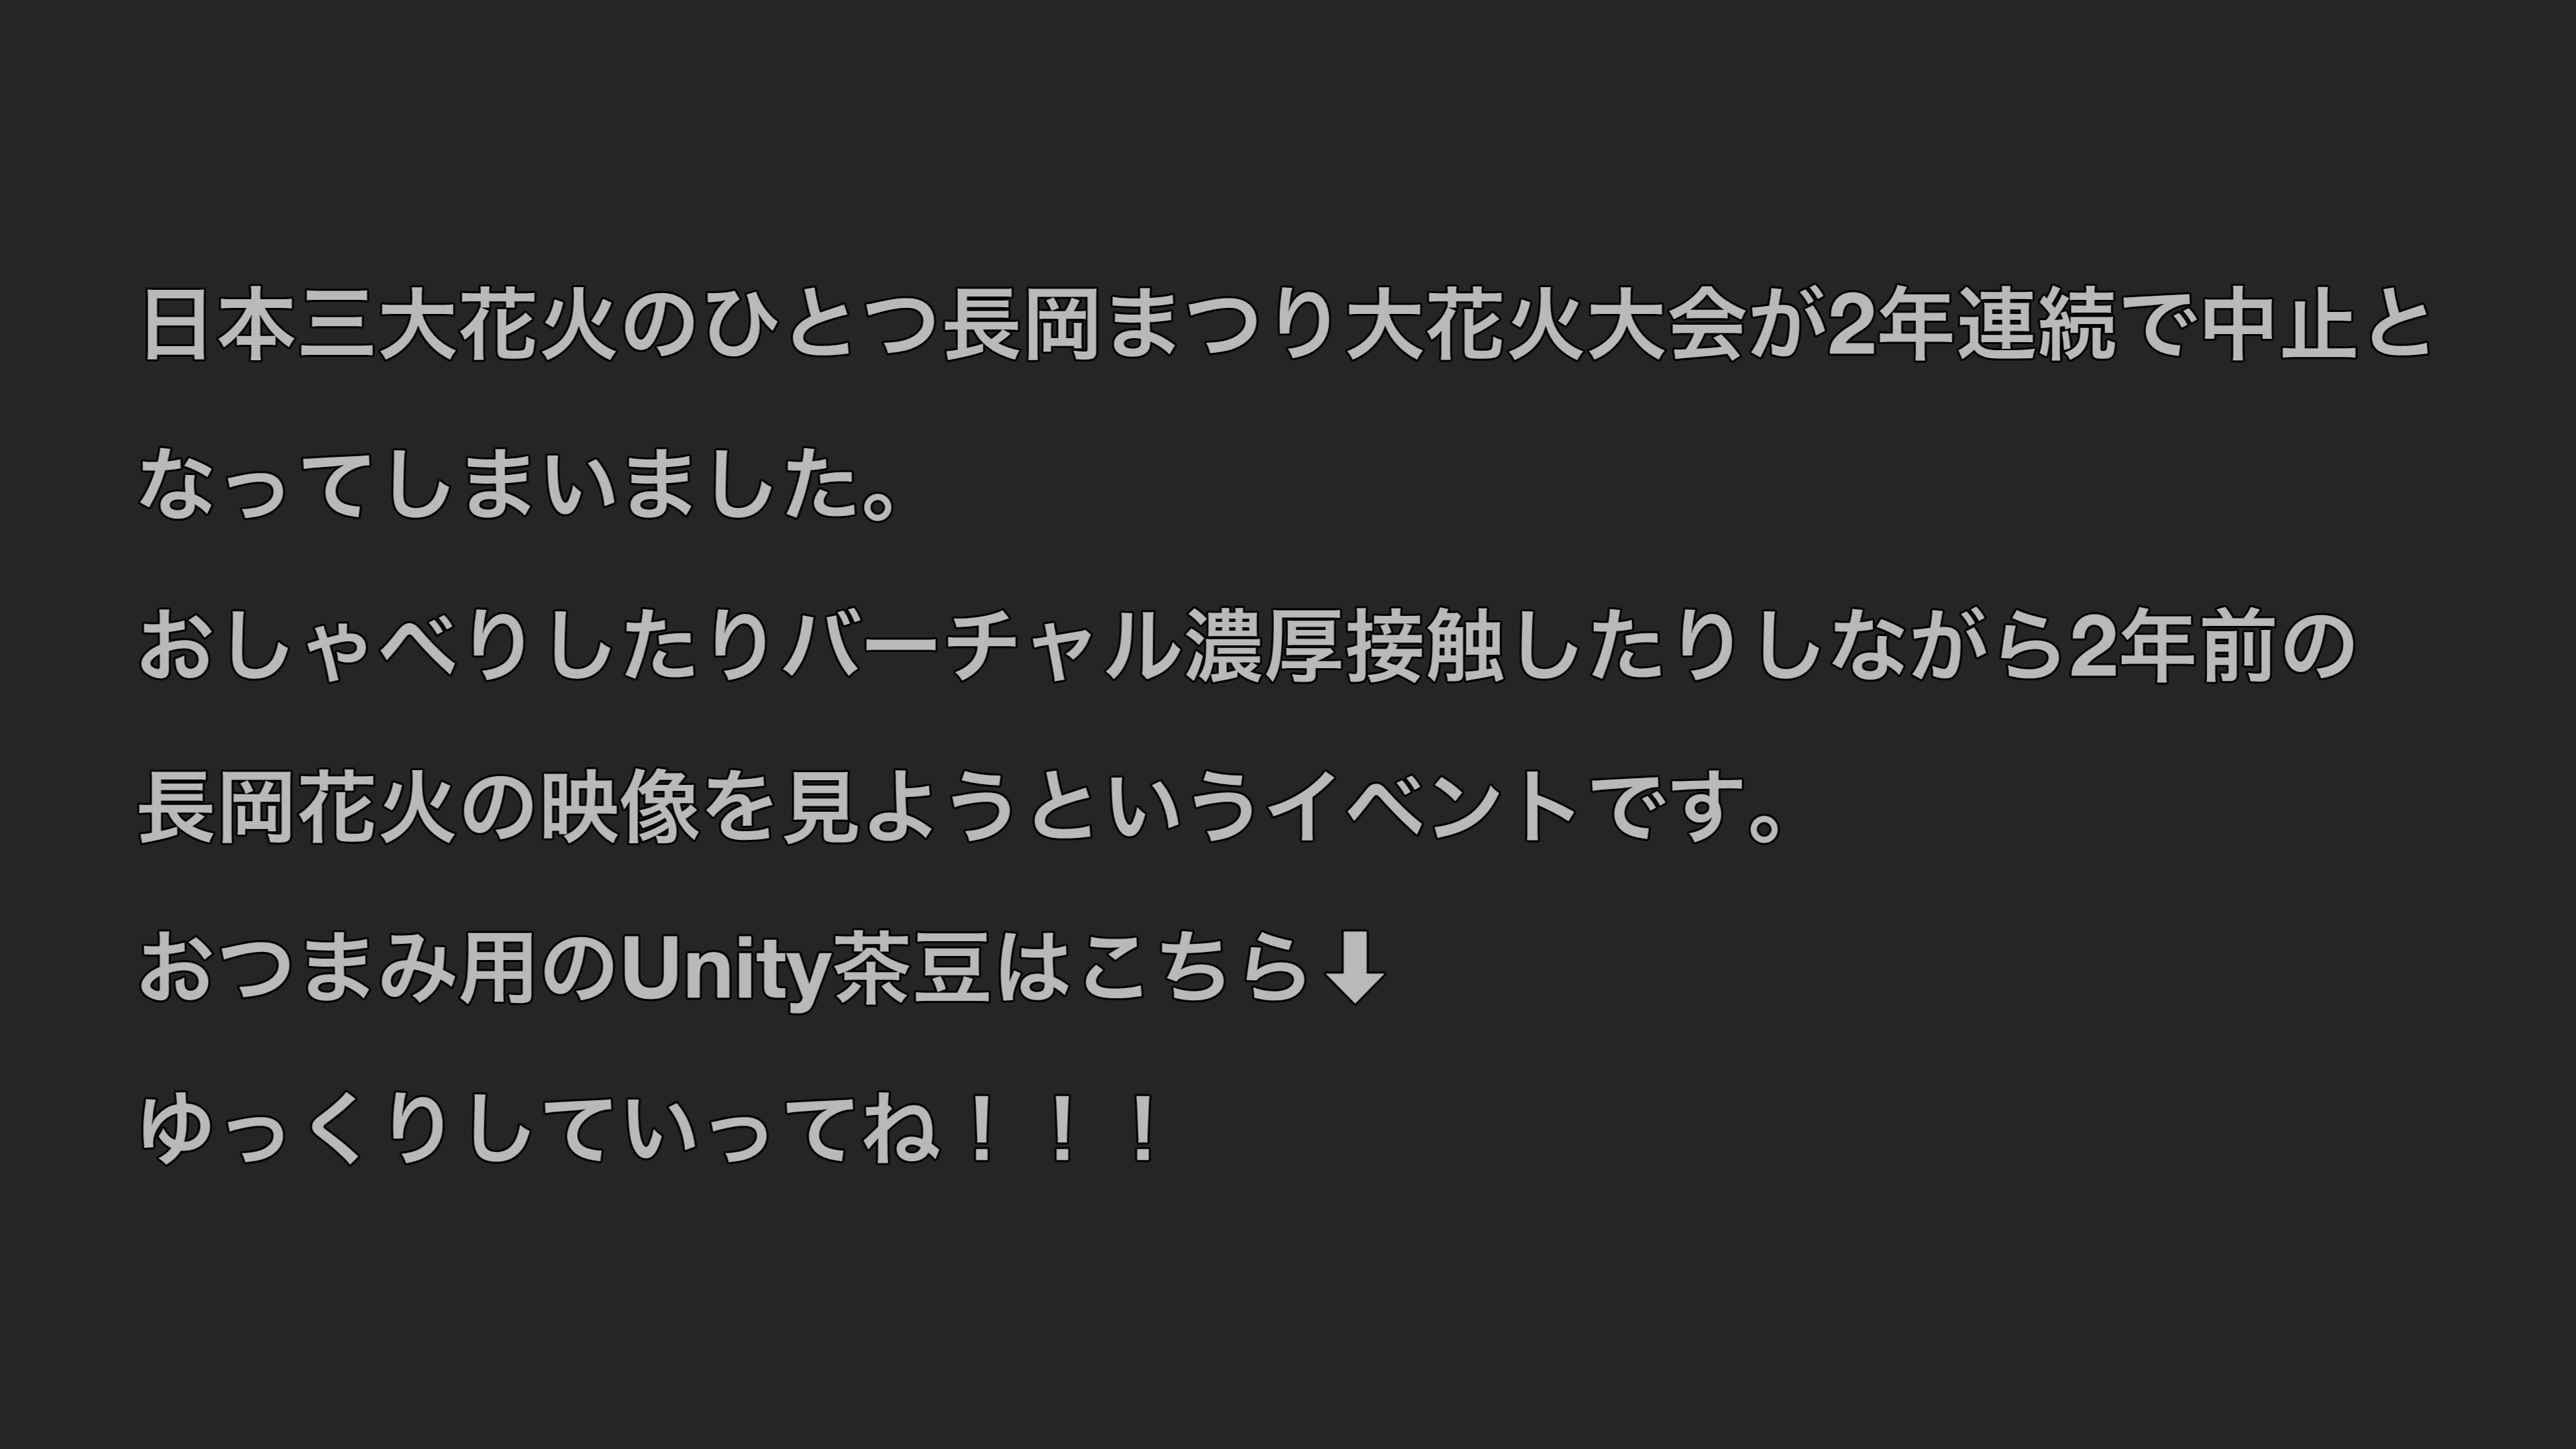 日本三大花火のひとつ長岡まつり大花火大会が2年連続で中止と
なってしまいました。
おしゃべりしたりバーチャル濃厚接触したりしながら2年前の
長岡花火の映像を見ようというイベントです。
おつまみ用のUnity茶豆はこちら⬇
ゆっくりしていってね！！！